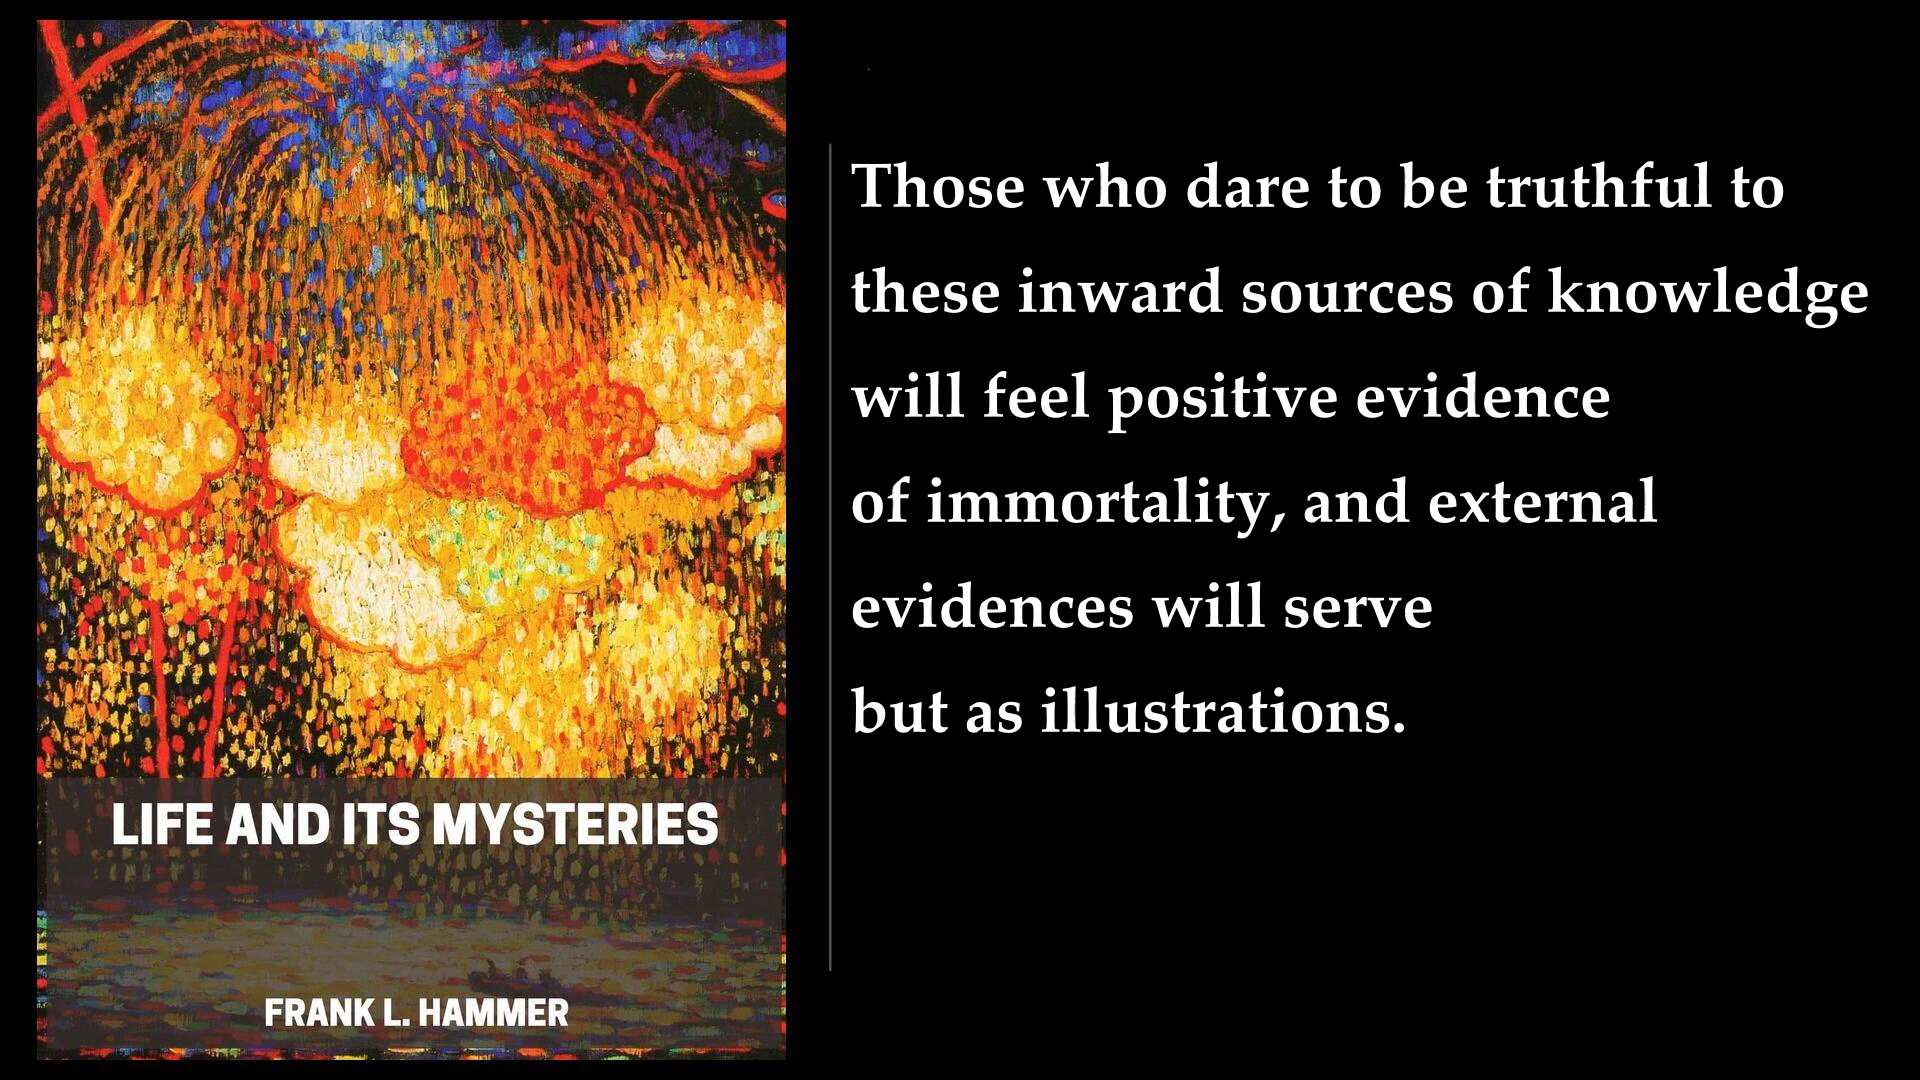 LIFE AND ITS MYSTERIES
FRANK L. HAMMER
Those who dare to be truthful to
these inward sources of knowledge
will feel positive evidence
of immortality, and external
evidences will serve
but as illustrations.